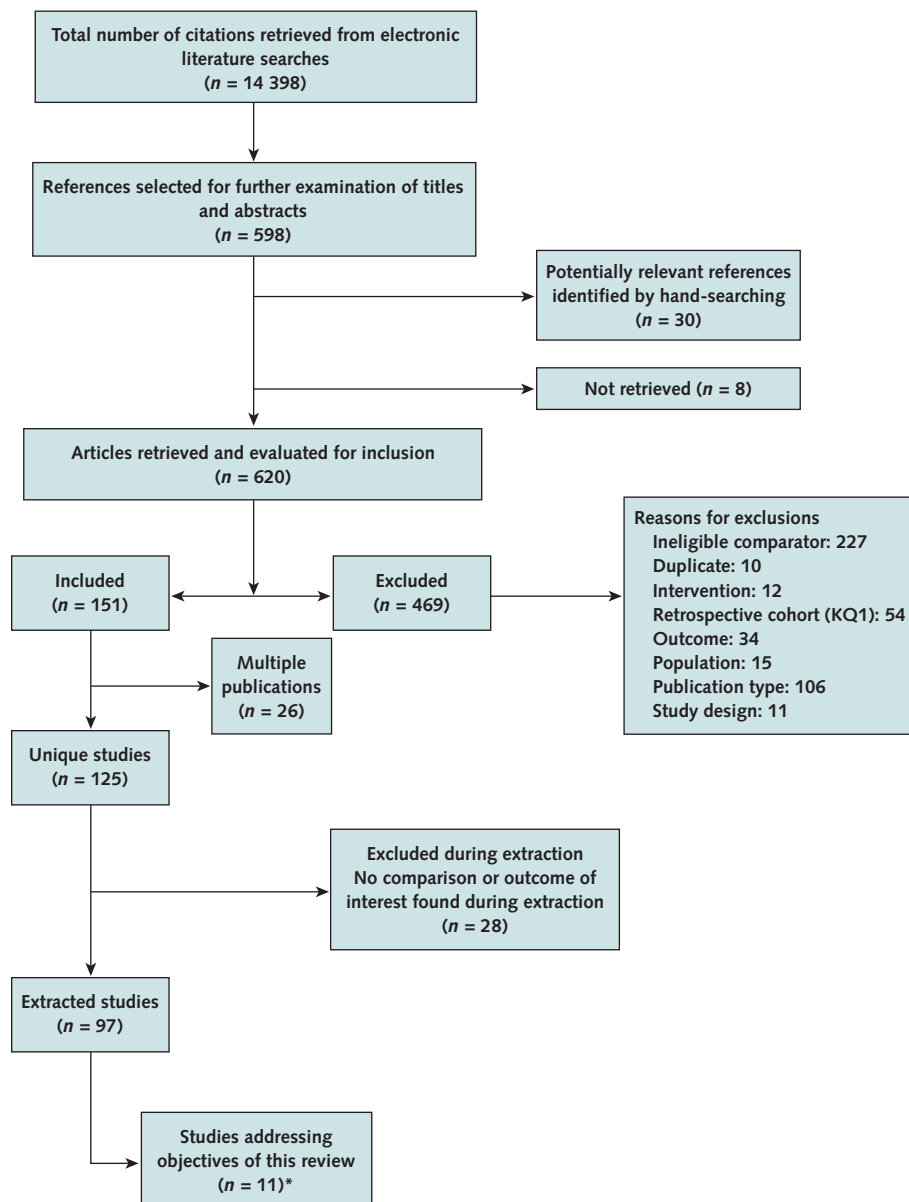 Total number of citations retrieved from electronic
literature searches
(n = 14 398)
References selected for further examination of titles
and abstracts
(n = 598)
Potentially relevant references
identified by hand-searching
(n = 30)
Not retrieved (n = 8)
Articles retrieved and evaluated for inclusion
(n = 620)
Included
(n = 151)
Excluded
(n = 469)
Reasons for exclusions
Ineligible comparator: 227
Duplicate: 10
Intervention: 12
Retrospective cohort (KQ1): 54
Outcome: 34
Population: 15
Publication type: 106
Study design: 11
Multiple
publications
(n = 26)
Unique studies
(n = 125)
Excluded during extraction
No comparison or outcome of
interest found during extraction
(n = 28)
Extracted studies
(n = 97)
Studies addressing
objectives of this review
(n = 11)*